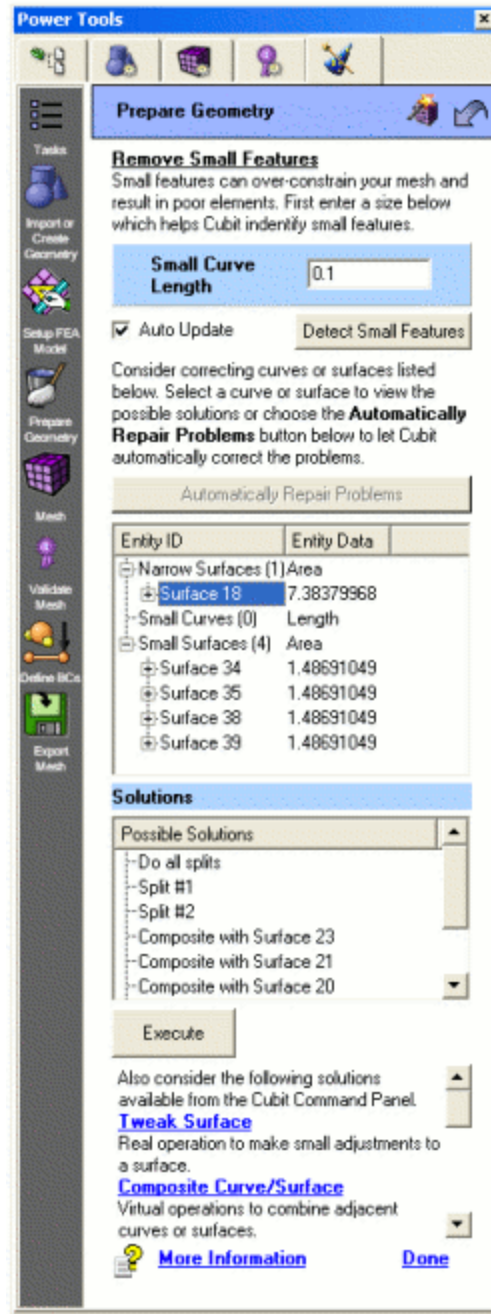 Power Tools
Prepare Geometry
Tasks
Import or
Create
Geometry
Setup FEA
Model
Prepare
Geometry
Mesh
Validate
Mesh
Define BCs
Export
Mesh
Remove Small Features
Small features can over-constrain your mesh and
result in poor elements. First enter a size below
which helps Cubit indentify small features.
Small Curve
Length
0.1
Auto Update
Detect Small Features
Consider correcting curves or surfaces listed
below. Select a curve or surface to view the
possible solutions or choose the Automatically
Repair Problems button below to let Cubit
automatically correct the problems.
Automatically Repair Problems
Entity ID Entity Data
Narrow Surfaces (1) Area
Surface 18 7.38379968
Small Curves (0) Length
Small Surfaces (4) Area
Surface 34 1.48691049
Surface 35 1.48691049
Surface 38 1.48691049
Surface 39 1.48691049
Solutions
Possible Solutions
Do all splits
Split #1
Split #2
Composite with Surface 23
Composite with Surface 21
Composite with Surface 20
Execute
Also consider the following solutions
available from the Cubit Command Panel.
Tweak Surface
Real operation to make small adjustments to
a surface.
Composite Curve/Surface
Virtual operations to combine adjacent
curves or surfaces.
More Information Done